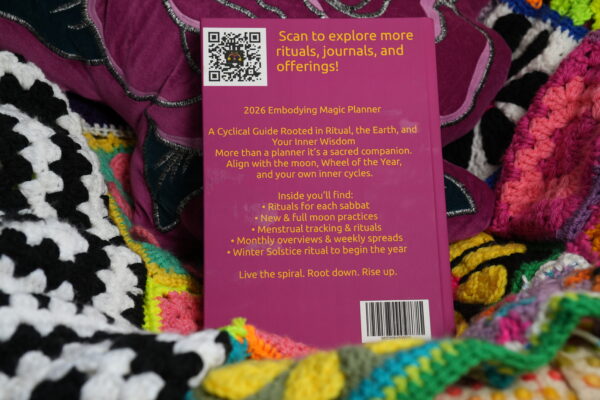 Scan to explore more
rituals, journals, and
offerings!
2026 Embodying Magic Planner
A Cyclical Guide Rooted in Ritual, the Earth, and
Your Inner Wisdom
More than a planner it's a sacred companion.
Align with the moon, Wheel of the Year,
and your own inner cycles.
Inside you'll find:
• Rituals for each sabbat
• New & full moon practices
• Menstrual tracking & rituals
• Monthly overviews & weekly spreads
• Winter Solstice ritual to begin the year
Live the spiral. Root down. Rise up.